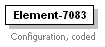 Element-7083
Configuration, coded